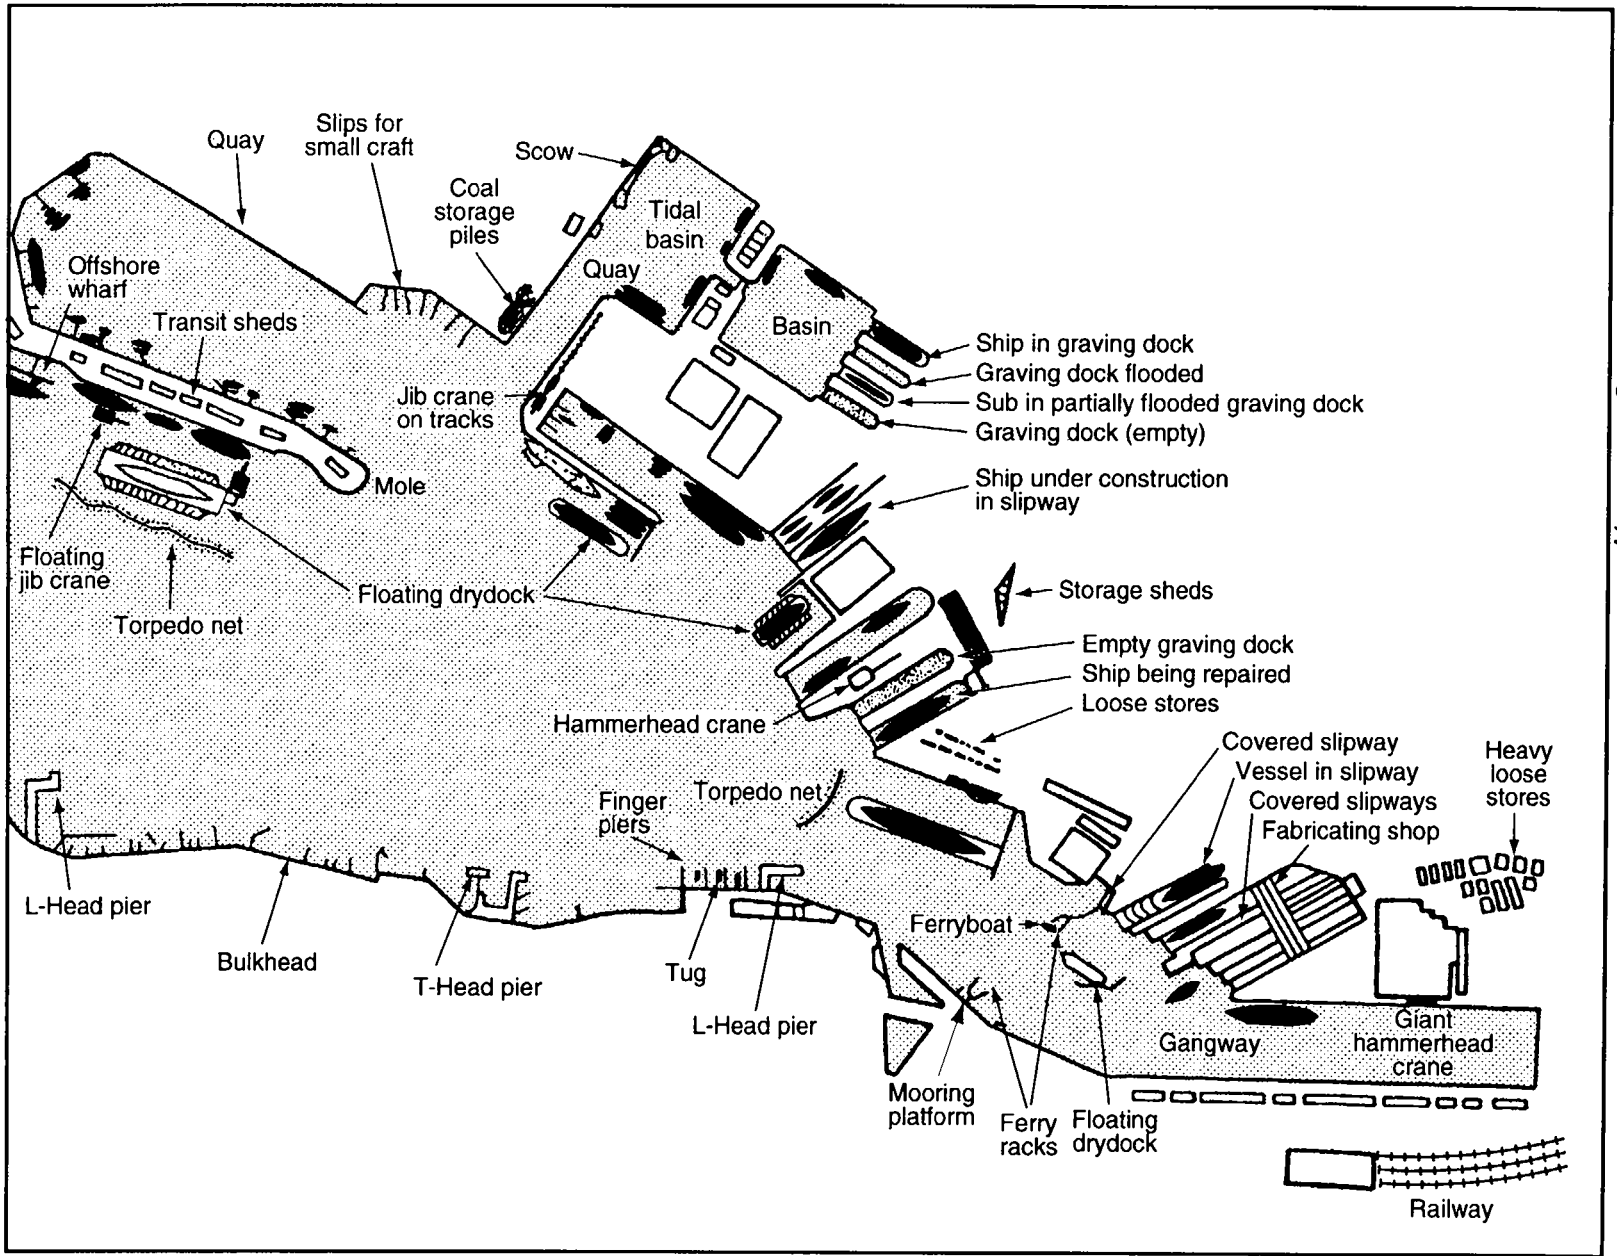 Quay
Slips for
small craft
Scow
Coal
storage
piles
Tidal
basin
Quay
Offshore
wharf
Transit sheds
Basin
Ship in graving dock
Graving dock flooded
Sub in partially flooded graving dock
Graving dock (empty)
Jib crane
on tracks
Mole
Ship under construction
in slipway
Floating
jib crane
Floating drydock
Torpedo net
Storage sheds
Empty graving dock
Ship being repaired
Loose stores
Hammerhead crane
Covered slipway
Vessel in slipway
Covered slipways
Fabricating shop
Heavy
loose
stores
Torpedo net
Finger
piers
L-Head pier
Ferryboat
Bulkhead
T-Head pier
Tug
L-Head pier
Gangway
Giant
hammerhead
crane
Mooring
platform
Ferry
racks
Floating
drydock
Railway